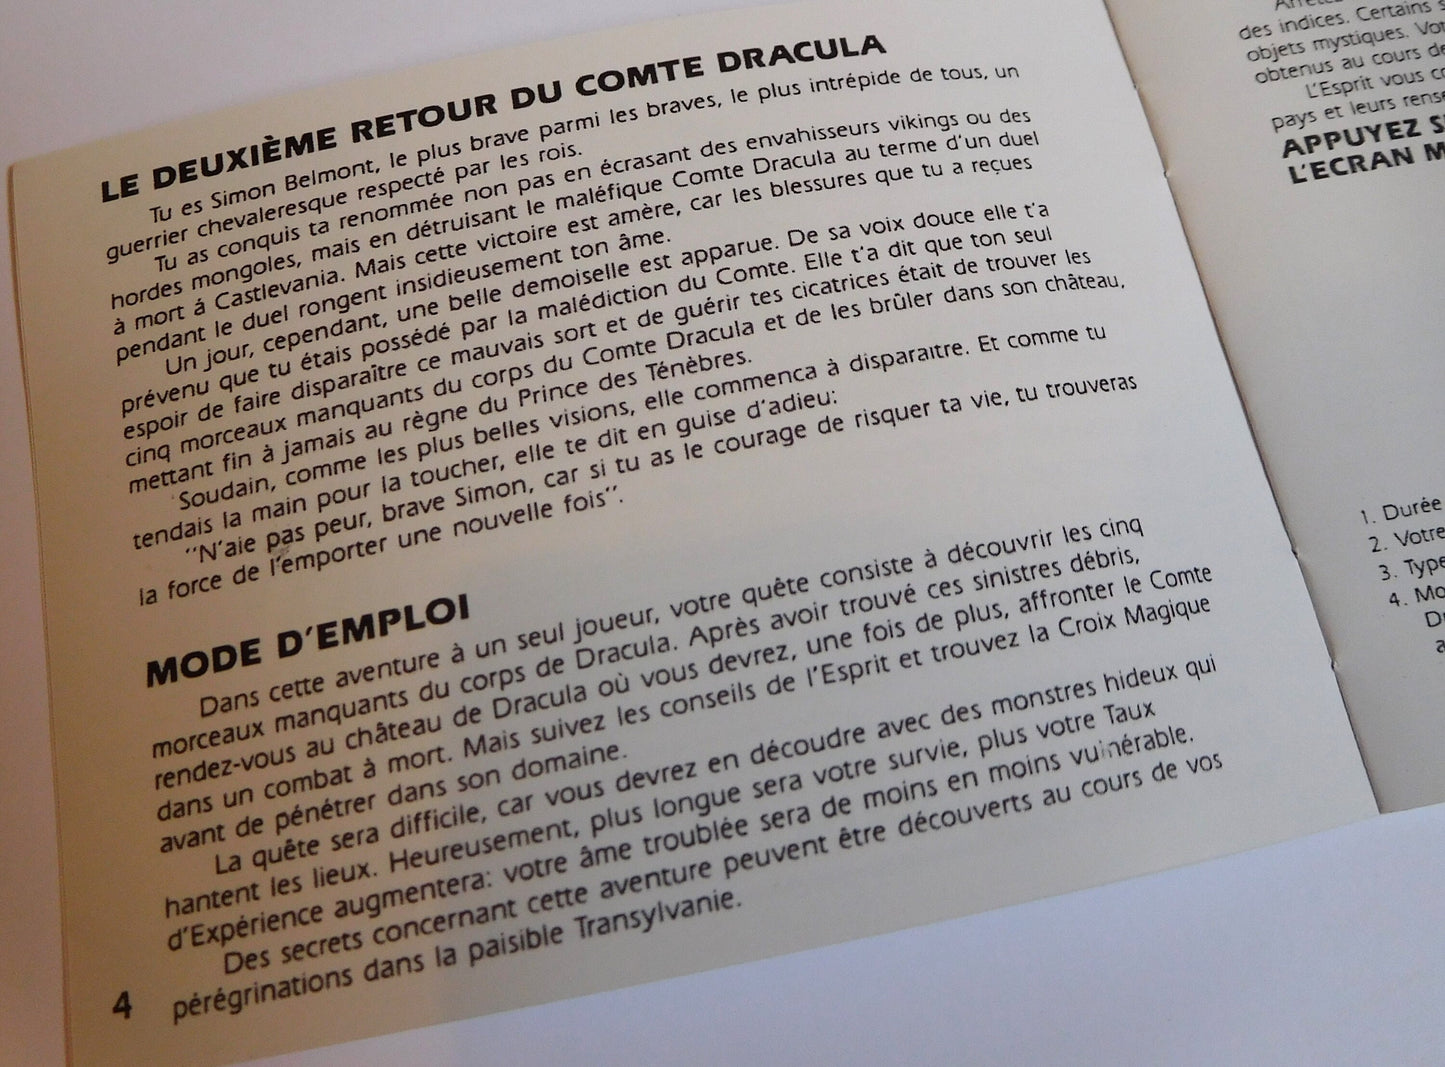 LE DEUXIÈME RETOUR DU COMTE DRACULA
Tu es Simon Belmont, le plus brave parmi les braves, le plus intrépide de tous, un
guerrier chevaleresque respecté par les rois.
Tu as conquis ta renommée non pas en écrasant des envahisseurs vikings ou des
hordes mongoles, mais en détruisant le maléfique Comte Dracula au terme d'un duel
à mort á Castlevania. Mais cette victoire est amère, car les blessures que tu a reçues
pendant le duel rongent insidieusement ton âme.
Un jour, cependant, une belle demoiselle est apparue. De sa voix douce elle t'a
prévenu que tu étais possédé par la malédiction du Comte. Elle t'a dit que ton seul
espoir de faire disparaître ce mauvais sort et de guérir tes cicatrices était de trouver les
cinq morceaux manquants du corps du Comte Dracula et de les brûler dans son château,
mettant fin à jamais au règne du Prince des Ténèbres.
Soudain, comme les plus belles visions, elle commenca à disparaitre. Et comme tu
tendais la main pour la toucher, elle te dit en guise d'adieu:
''N'aie pas peur, brave Simon, car si tu as le courage de risquer ta vie, tu trouveras
la force de l'emporter une nouvelle fois''.
MODE D'EMPLOI
Dans cette aventure à un seul joueur, votre quête consiste à découvrir les cinq
morceaux manquants du corps de Dracula. Après avoir trouvé ces sinistres débris,
rendez-vous au château de Dracula où vous devrez, une fois de plus, affronter le Comte
dans un combat à mort. Mais suivez les conseils de l'Esprit et trouvez la Croix Magique
avant de pénétrer dans son domaine.
La quête sera difficile, car vous devrez en découdre avec des monstres hideux qui
hantent les lieux. Heureusement, plus longue sera votre survie, plus votre Taux
d'Expérience augmentera: votre âme troublée sera de moins en moins vulnérable.
Des secrets concernant cette aventure peuvent être découverts au cours de vos
pérégrinations dans la paisible Transylvanie.
4
des indices. Certains
objets mystiques.
obtenus au cours
L'Esprit vous
pays et leurs
APPUYEZ
L'ECRAN
1. Durée
2. Votre
3. Type
4.